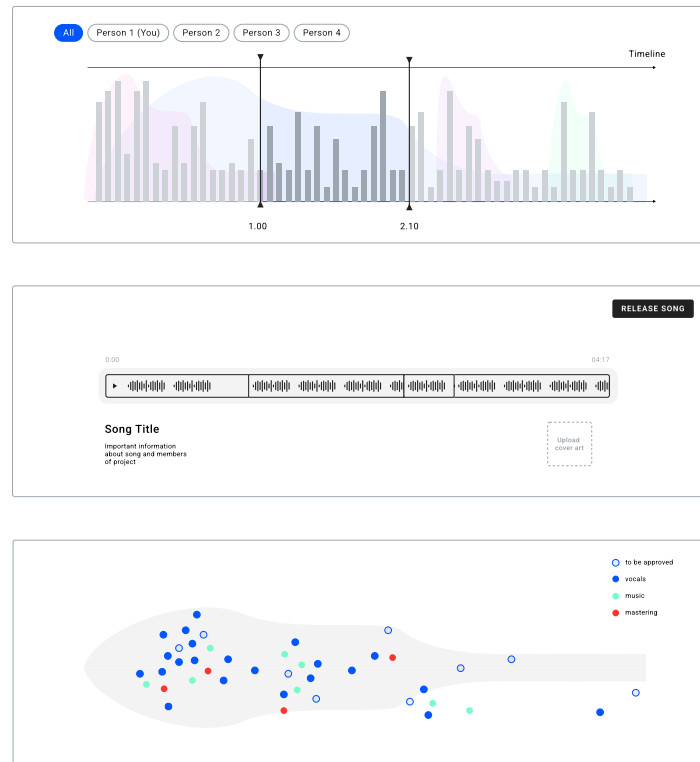 All Person 1 (You) Person 2 Person 3 Person 4
Timeline
1.00 2.10
RELEASE SONG
0:00 04:17
Song Title
Important information
about song and members
of project
Upload
cover art
to be approved
vocals
music
mastering